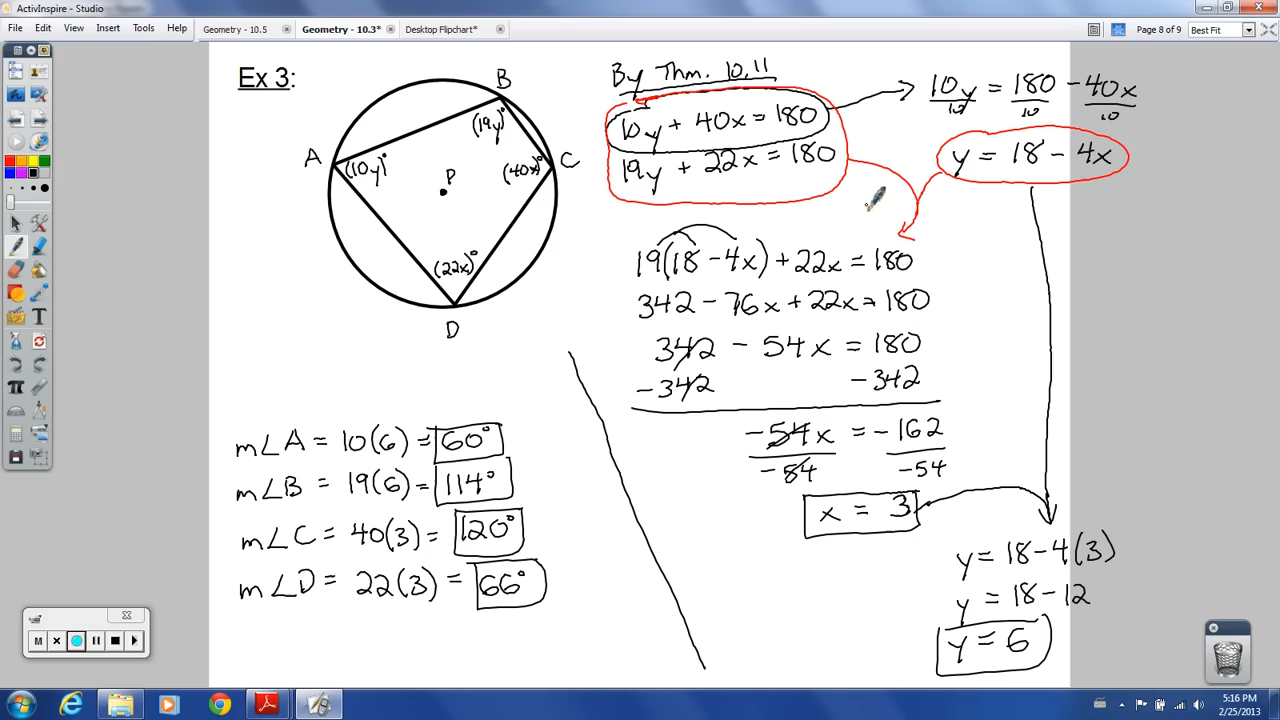 ActivInspire - Studio
File Edit View Insert Tools Help
Geometry - 10.5
Geometry - 10.3*
Desktop Flipchart*
Page 8 of 9
Best Fit
Ex 3:
A
B
C
D
P
(10y)°
(19y)°
(40x)°
(22x)°
By Thm. 10.11
10y + 40x = 180
19y + 22x = 180
10y = 180 - 40x
10 10 10
y = 18 - 4x
19(18 - 4x) + 22x = 180
342 - 76x + 22x = 180
342 - 54x = 180
-342 -342
-54x = -162
-54 -54
x = 3
y = 18 - 4(3)
y = 18 - 12
y = 6
m∠A = 10(6) = 60°
m∠B = 19(6) = 114°
m∠C = 40(3) = 120°
m∠D = 22(3) = 66°
M
5:16 PM
2/25/2013